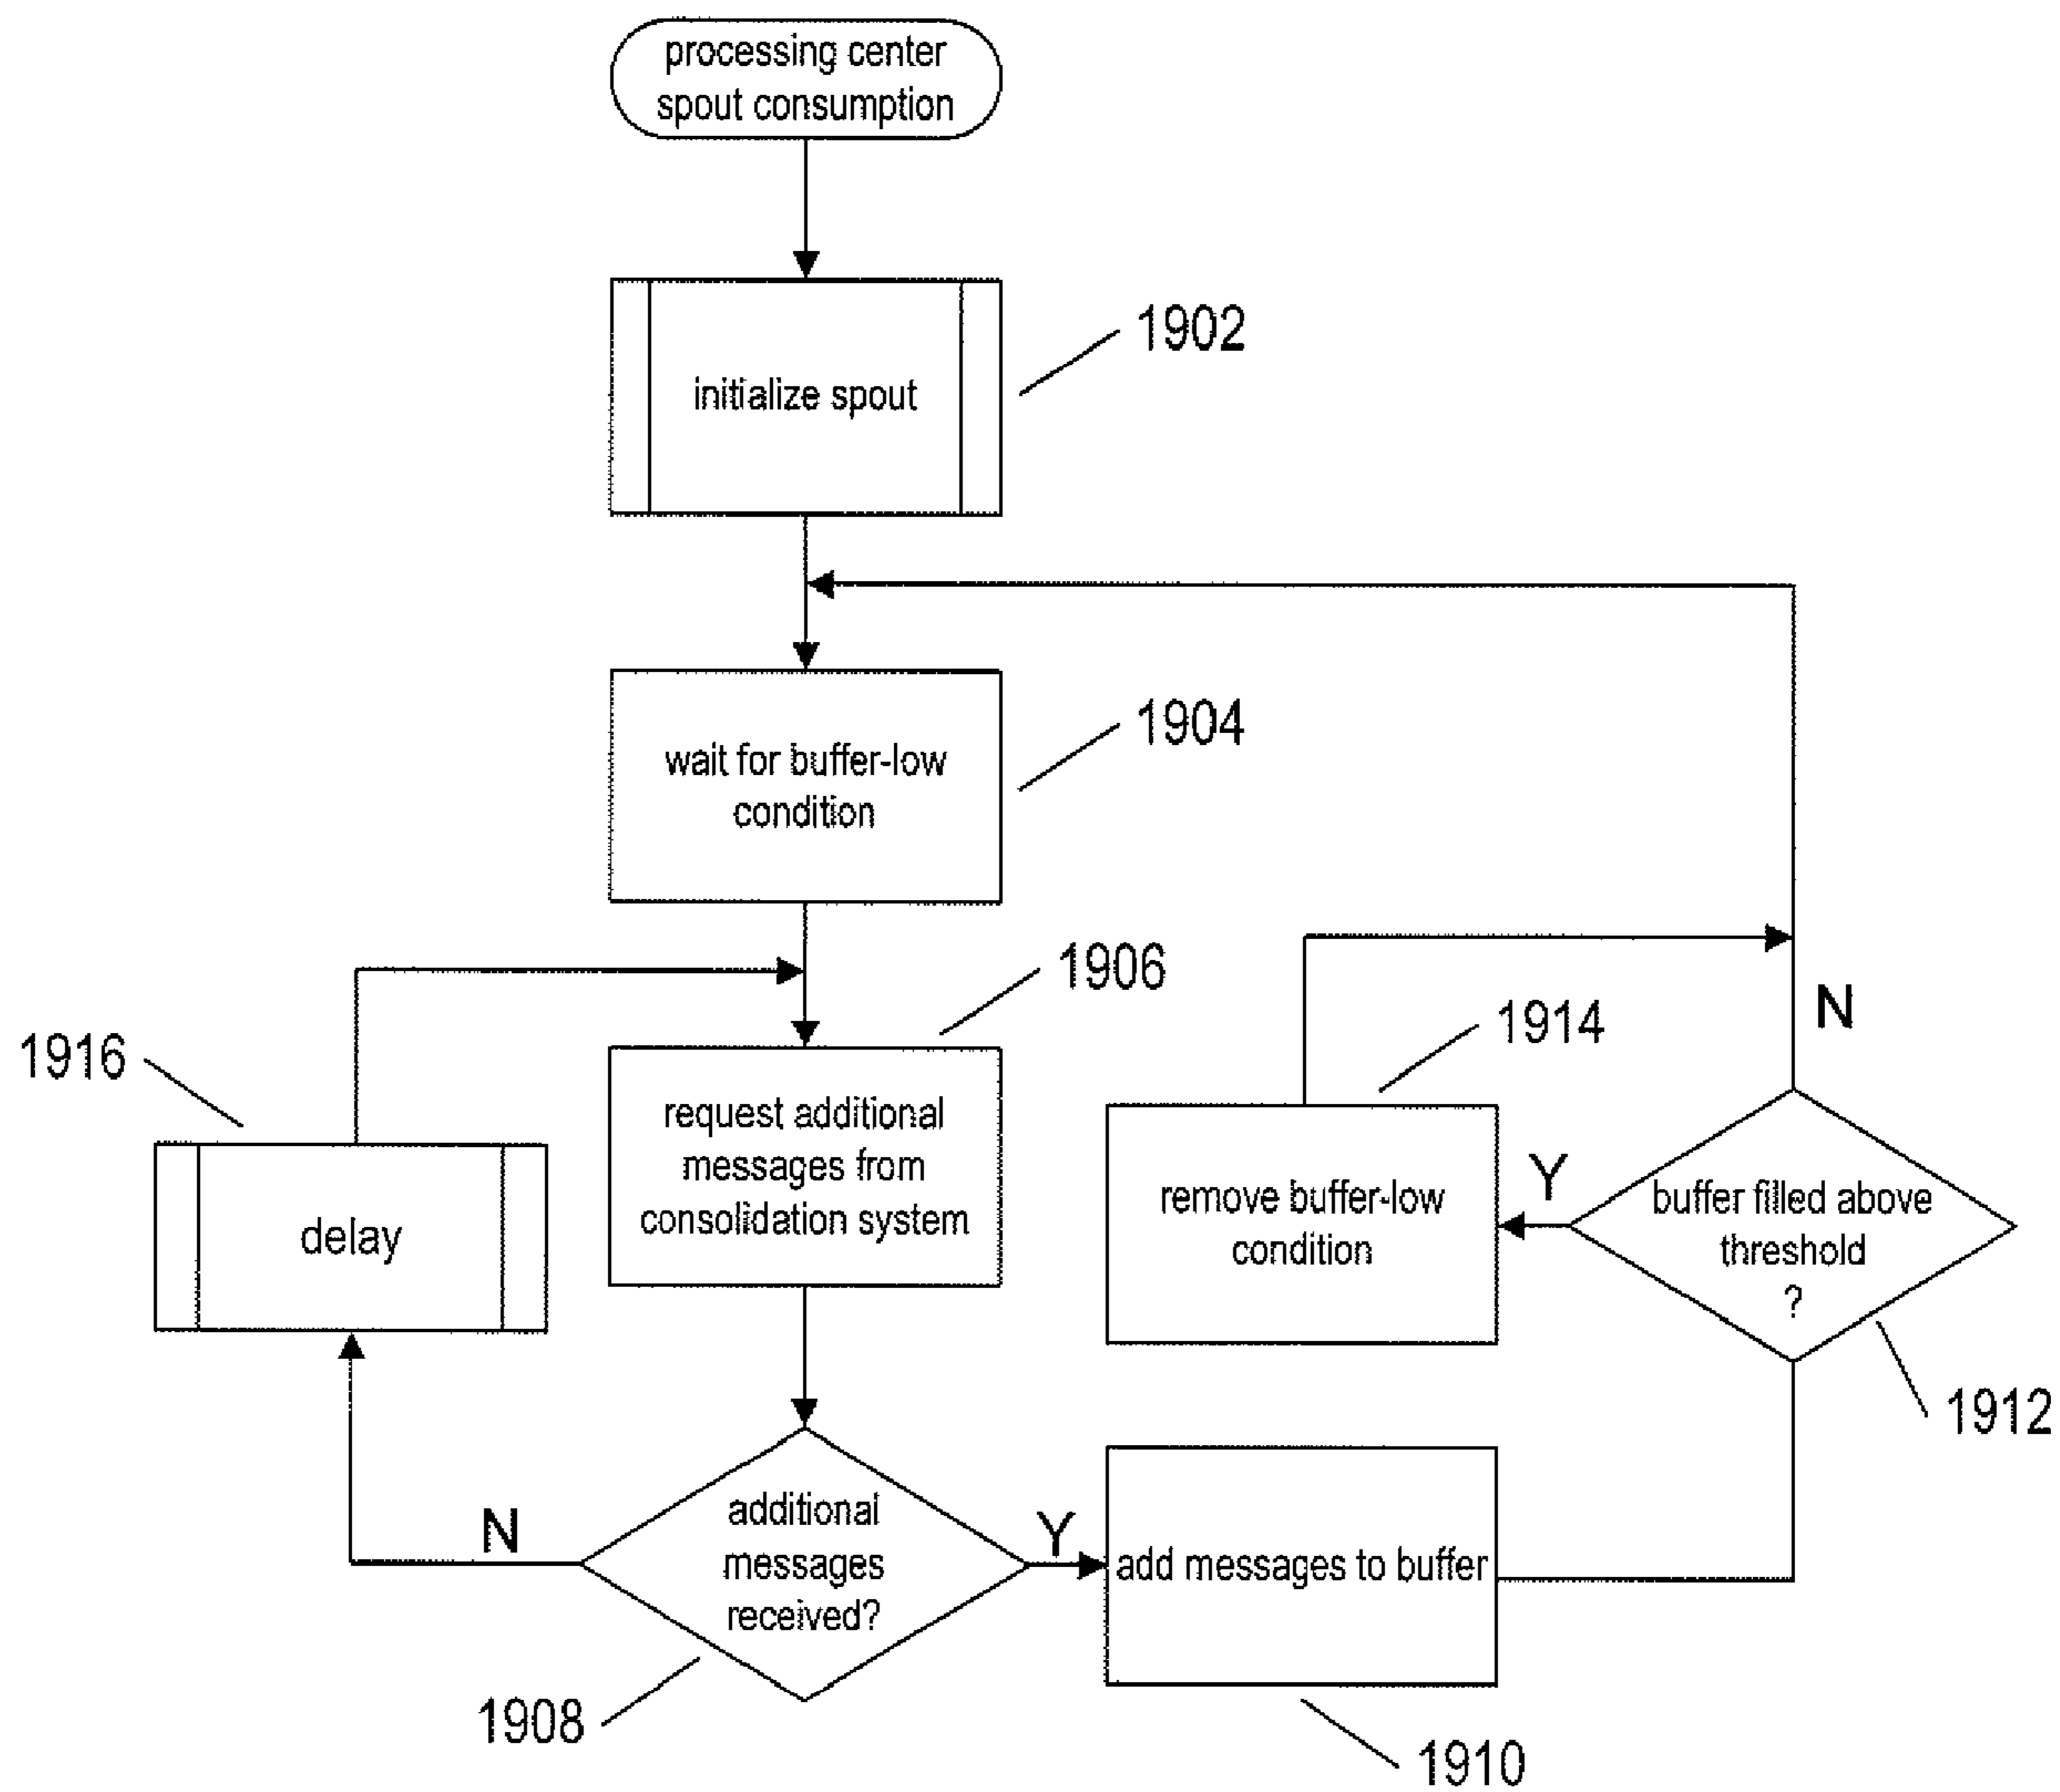 processing center
spout consumption
initialize spout
1902
wait for buffer-low
condition
1904
1906
request additional
messages from
consolidation system
1916
delay
1914
remove buffer-low
condition
Y
N
buffer filled above
threshold
?
1912
additional
messages
received?
N
Y
1908
add messages to buffer
1910